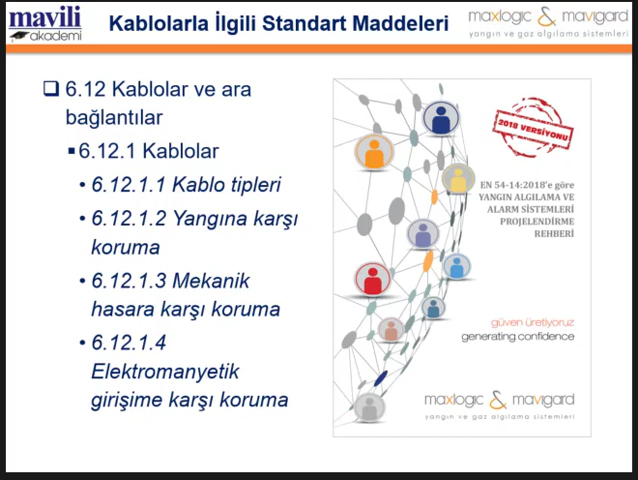 mavili
akademi
Kablolarla İlgili Standart Maddeleri
maxlogic & mavigard
yangın ve gaz algılama sistemleri
6.12 Kablolar ve ara
bağlantılar
6.12.1 Kablolar
6.12.1.1 Kablo tipleri
6.12.1.2 Yangına karşı
koruma
6.12.1.3 Mekanik
hasara karşı koruma
6.12.1.4
Elektromanyetik
girişime karşı koruma
2018 VERSİYONU
EN 54-14:2018'e göre
YANGIN ALGILAMA VE
ALARM SİSTEMLERİ
PROJELENDİRME
REHBERİ
güven üretiyoruz
generating confidence
maxlogic & mavigard
yangın ve gaz algılama sistemleri